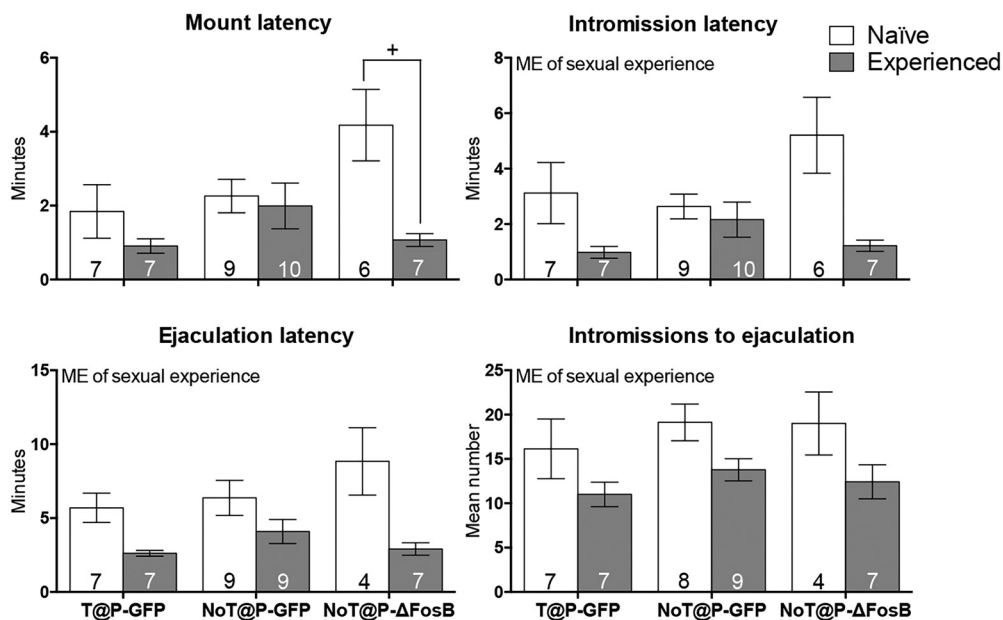 Mount latency
Intromission latency
Naïve
Experienced
6
4
2
0
Minutes
+
7
7
9
10
6
7
8
6
4
2
0
Minutes
ME of sexual experience
7
7
9
10
6
7
Ejaculation latency
Intromissions to ejaculation
15
10
5
0
Minutes
ME of sexual experience
7
7
9
9
4
7
T@P-GFP
NoT@P-GFP
NoT@P-ΔFosB
25
20
15
10
5
0
Mean number
ME of sexual experience
7
7
8
9
4
7
T@P-GFP
NoT@P-GFP
NoT@P-ΔFosB